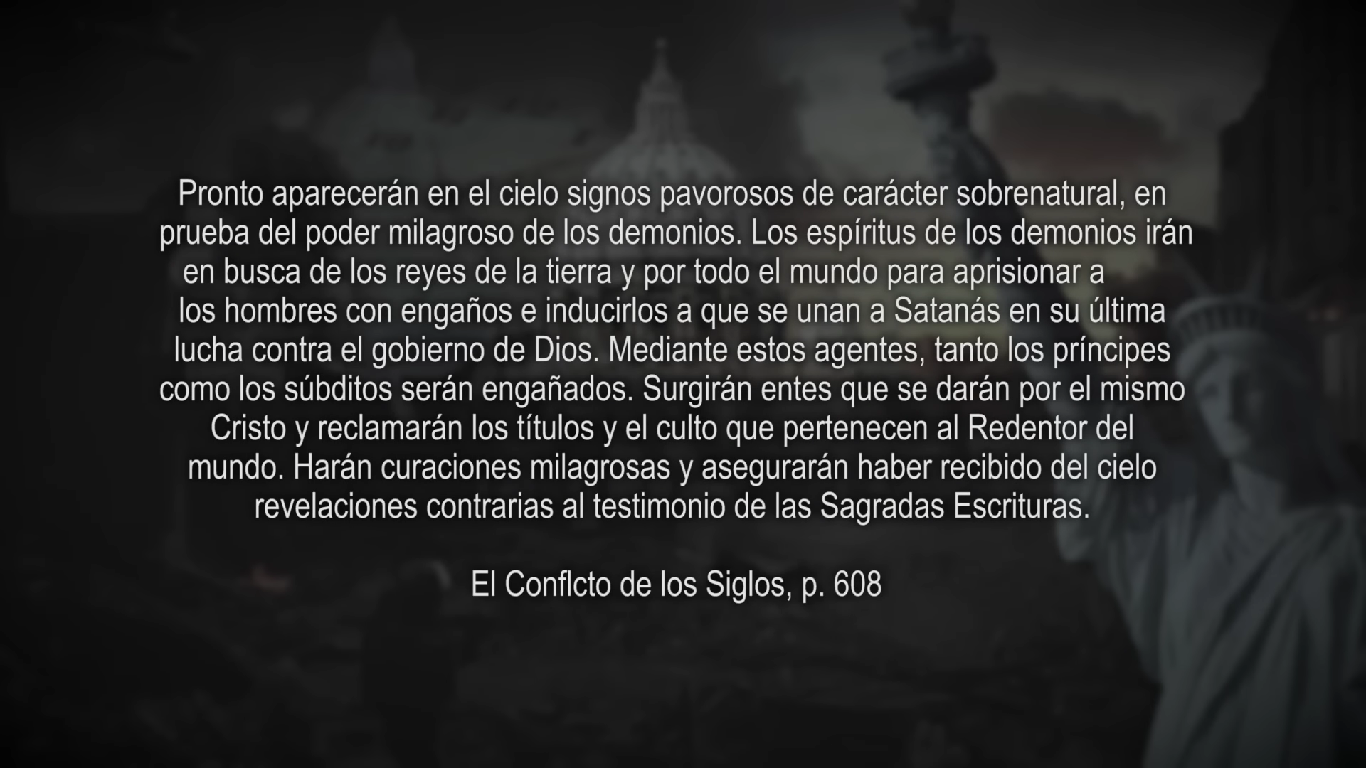 Pronto aparecerán en el cielo signos pavorosos de carácter sobrenatural, en
prueba del poder milagroso de los demonios. Los espíritus de los demonios irán
en busca de los reyes de la tierra y por todo el mundo para aprisionar a
los hombres con engaños e inducirlos a que se unan a Satanás en su última
lucha contra el gobierno de Dios. Mediante estos agentes, tanto los príncipes
como los súbditos serán engañados. Surgirán entes que se darán por el mismo
Cristo y reclamarán los títulos y el culto que pertenecen al Redentor del
mundo. Harán curaciones milagrosas y asegurarán haber recibido del cielo
revelaciones contrarias al testimonio de las Sagradas Escrituras.
El Conflcto de los Siglos, p. 608